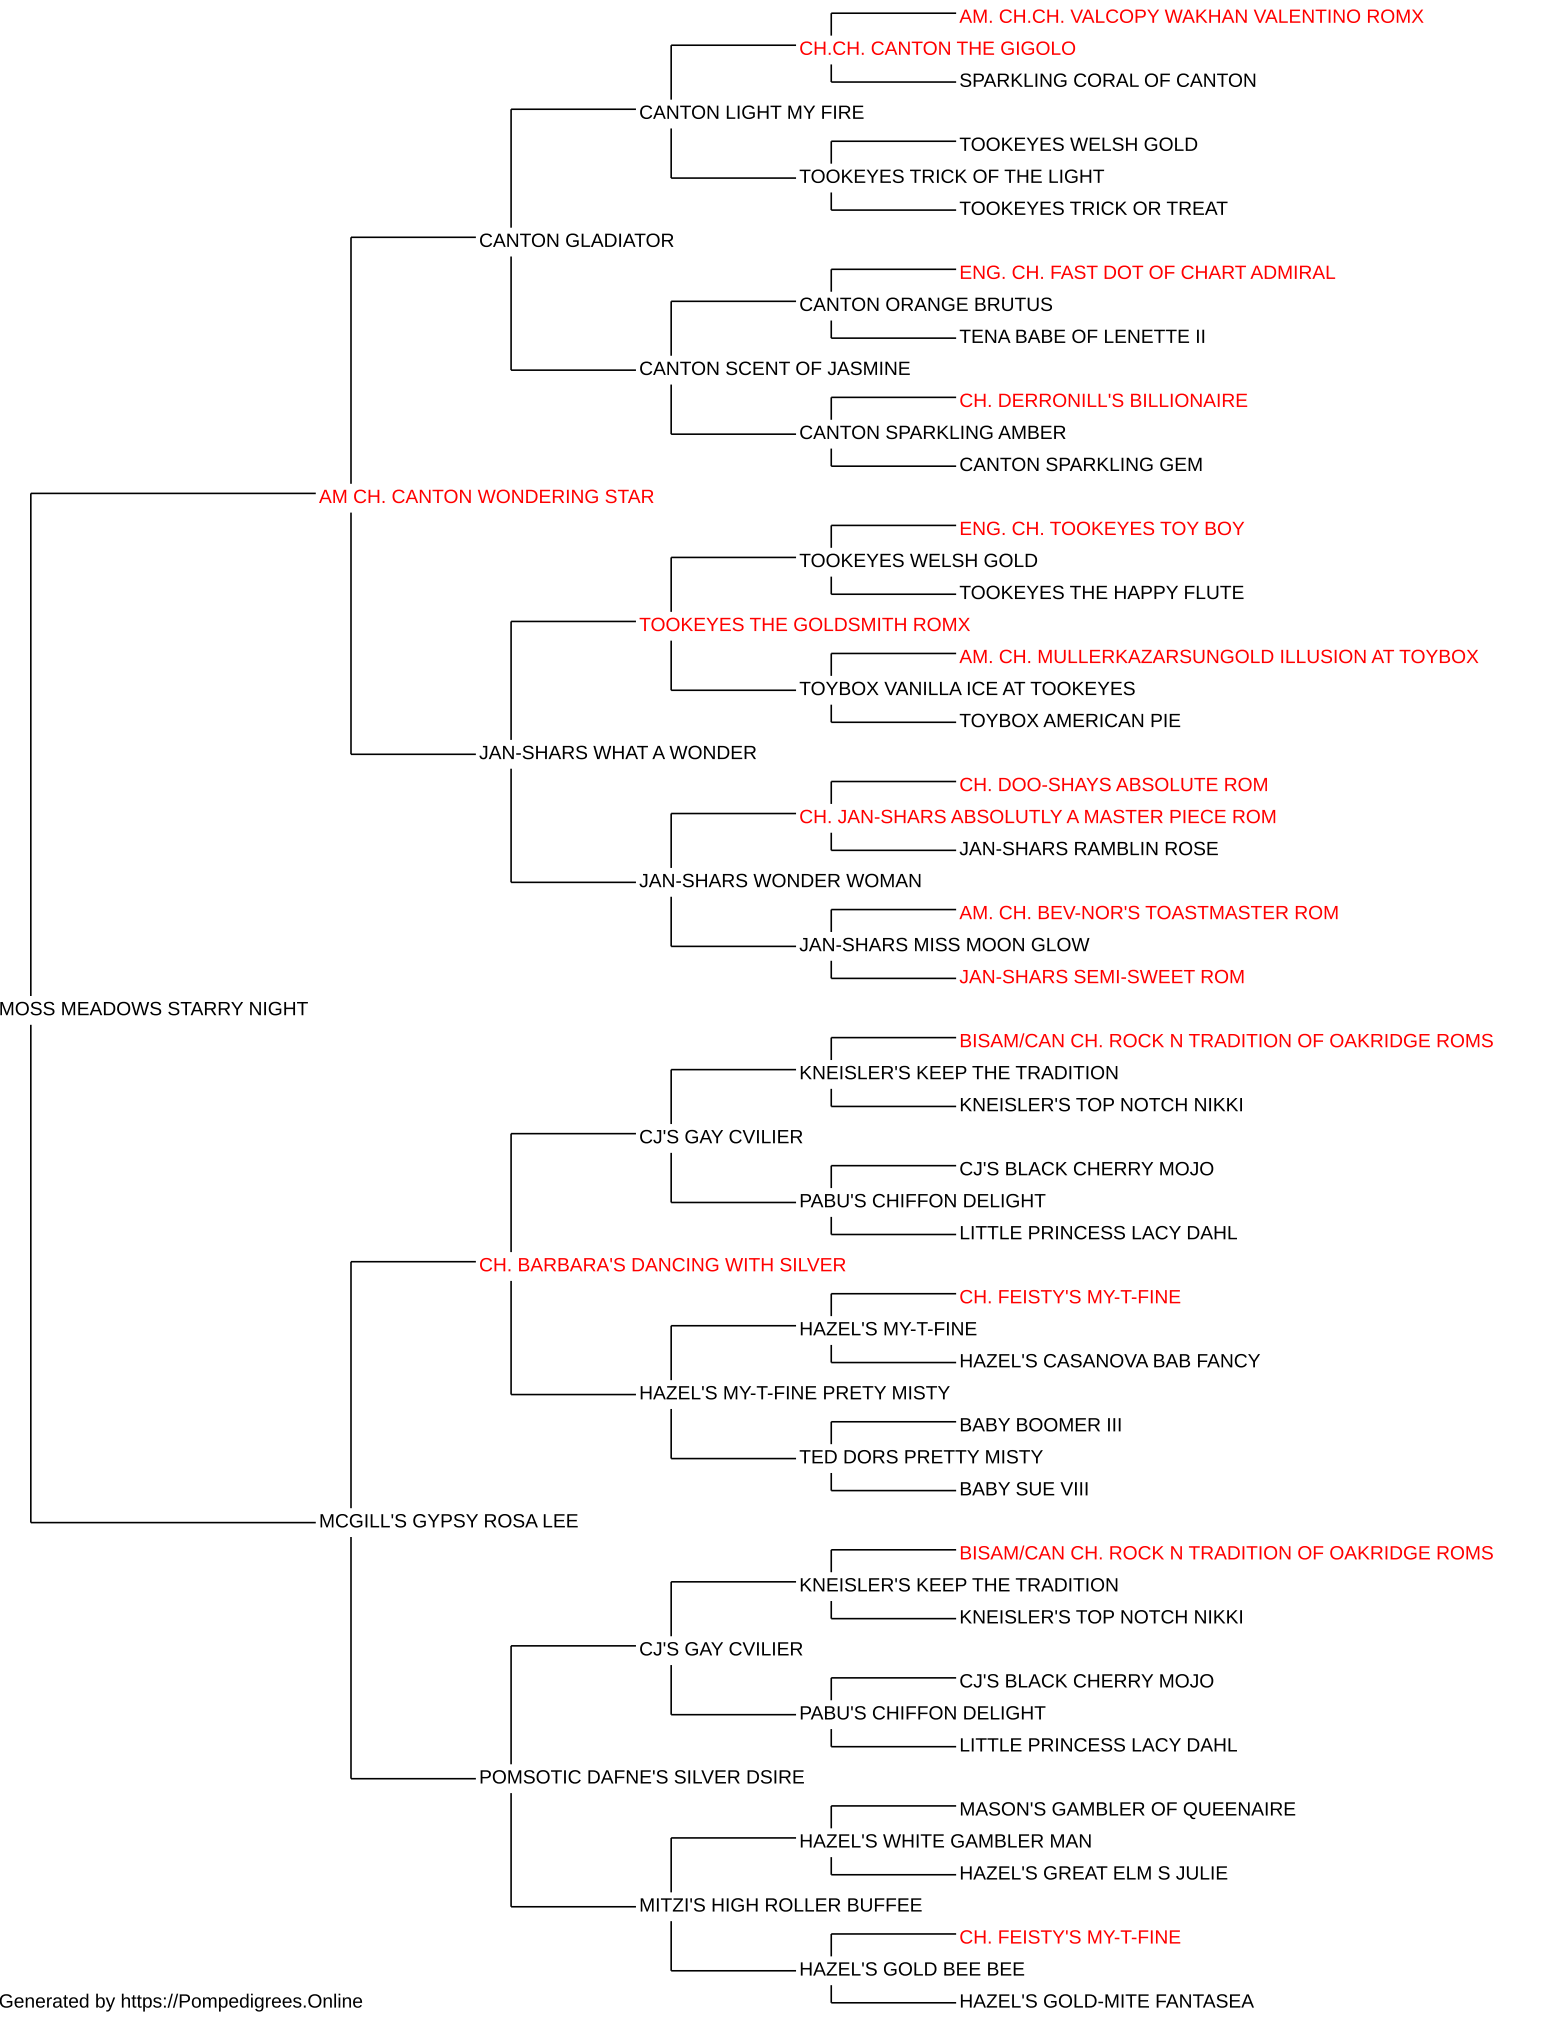 AM. CH.CH. VALCOPY WAKHAN VALENTINO ROMX
CH.CH. CANTON THE GIGOLO
SPARKLING CORAL OF CANTON
CANTON LIGHT MY FIRE
TOOKEYES WELSH GOLD
TOOKEYES TRICK OF THE LIGHT
TOOKEYES TRICK OR TREAT
CANTON GLADIATOR
ENG. CH. FAST DOT OF CHART ADMIRAL
CANTON ORANGE BRUTUS
TENA BABE OF LENETTE II
CANTON SCENT OF JASMINE
CH. DERRONILL'S BILLIONAIRE
CANTON SPARKLING AMBER
CANTON SPARKLING GEM
AM CH. CANTON WONDERING STAR
ENG. CH. TOOKEYES TOY BOY
TOOKEYES WELSH GOLD
TOOKEYES THE HAPPY FLUTE
TOOKEYES THE GOLDSMITH ROMX
AM. CH. MULLERKAZARSUNGOLD ILLUSION AT TOYBOX
TOYBOX VANILLA ICE AT TOOKEYES
TOYBOX AMERICAN PIE
JAN-SHARS WHAT A WONDER
CH. DOO-SHAYS ABSOLUTE ROM
CH. JAN-SHARS ABSOLUTLY A MASTER PIECE ROM
JAN-SHARS RAMBLIN ROSE
JAN-SHARS WONDER WOMAN
AM. CH. BEV-NOR'S TOASTMASTER ROM
JAN-SHARS MISS MOON GLOW
JAN-SHARS SEMI-SWEET ROM
MOSS MEADOWS STARRY NIGHT
BISAM/CAN CH. ROCK N TRADITION OF OAKRIDGE ROMS
KNEISLER'S KEEP THE TRADITION
KNEISLER'S TOP NOTCH NIKKI
CJ'S GAY CVILIER
CJ'S BLACK CHERRY MOJO
PABU'S CHIFFON DELIGHT
LITTLE PRINCESS LACY DAHL
CH. BARBARA'S DANCING WITH SILVER
CH. FEISTY'S MY-T-FINE
HAZEL'S MY-T-FINE
HAZEL'S CASANOVA BAB FANCY
HAZEL'S MY-T-FINE PRETY MISTY
BABY BOOMER III
TED DORS PRETTY MISTY
BABY SUE VIII
MCGILL'S GYPSY ROSA LEE
BISAM/CAN CH. ROCK N TRADITION OF OAKRIDGE ROMS
KNEISLER'S KEEP THE TRADITION
KNEISLER'S TOP NOTCH NIKKI
CJ'S GAY CVILIER
CJ'S BLACK CHERRY MOJO
PABU'S CHIFFON DELIGHT
LITTLE PRINCESS LACY DAHL
POMSOTIC DAFNE'S SILVER DSIRE
MASON'S GAMBLER OF QUEENAIRE
HAZEL'S WHITE GAMBLER MAN
HAZEL'S GREAT ELM S JULIE
MITZI'S HIGH ROLLER BUFFEE
CH. FEISTY'S MY-T-FINE
HAZEL'S GOLD BEE BEE
HAZEL'S GOLD-MITE FANTASEA
Generated by https://Pompedigrees.Online